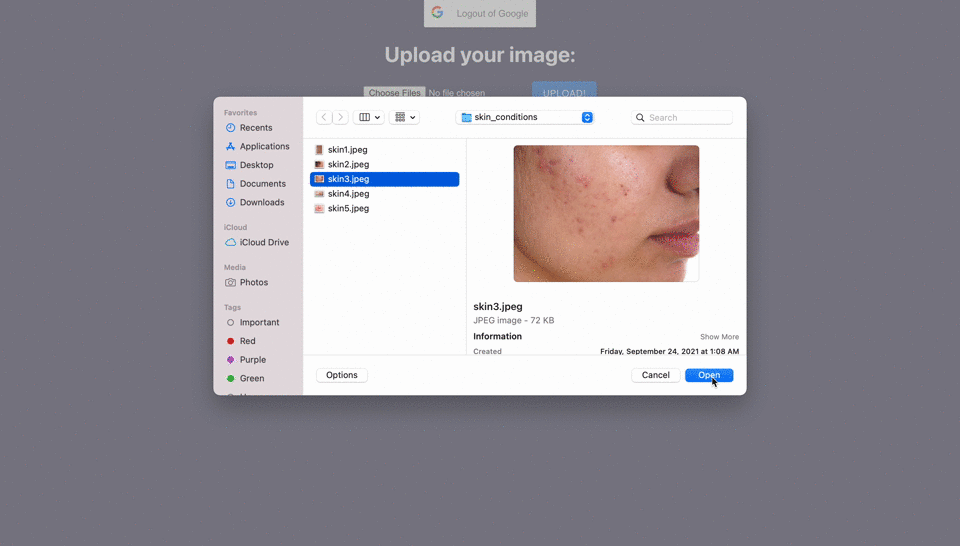 Logout of Google
Upload your image:
Choose Files No file chosen UPLOAD!
Favorites
Recents
Applications
Desktop
Documents
Downloads
iCloud
iCloud Drive
Media
Photos
Tags
Important
Red
Purple
Green
skin_conditions
Search
skin1.jpeg
skin2.jpeg
skin3.jpeg
skin4.jpeg
skin5.jpeg
skin3.jpeg
JPEG image - 72 KB
Information Show More
Created Friday, September 24, 2021 at 1:08 AM
Options Cancel Open